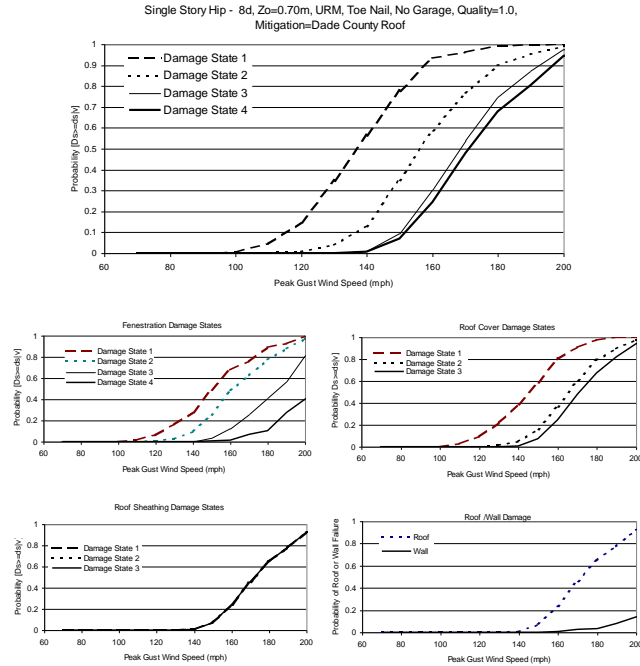 Single Story Hip - 8d, Zo=0.70m, URM, Toe Nail, No Garage, Quality=1.0,
Mitigation=Dade County Roof
Probability [Ds>=ds|v]
1
0.9
0.8
0.7
0.6
0.5
0.4
0.3
0.2
0.1
0
Damage State 1
Damage State 2
Damage State 3
Damage State 4
60 80 100 120 140 160 180 200
Peak Gust Wind Speed (mph)
Fenestration Damage States
Probability [Ds>=ds|v]
1
0.8
0.6
0.4
0.2
0
Damage State 1
Damage State 2
Damage State 3
Damage State 4
60 80 100 120 140 160 180 200
Peak Gust Wind Speed (mph)
Roof Cover Damage States
Probability Ds>=ds|v]
1
0.8
0.6
0.4
0.2
0
Damage State 1
Damage State 2
Damage State 3
60 80 100 120 140 160 180 200
Peak Gust Wind Speed (mph)
Roof Sheathing Damage States
Probability [Ds>=ds|v]
1
0.8
0.6
0.4
0.2
0
Damage State 1
Damage State 2
Damage State 3
60 80 100 120 140 160 180 200
Peak Gust Wind Speed (mph)
Roof /Wall Damage
Probability of Roof or Wall Failure
1
0.8
0.6
0.4
0.2
0
Roof
Wall
60 80 100 120 140 160 180 200
Peak Gust Wind Speed (mph)